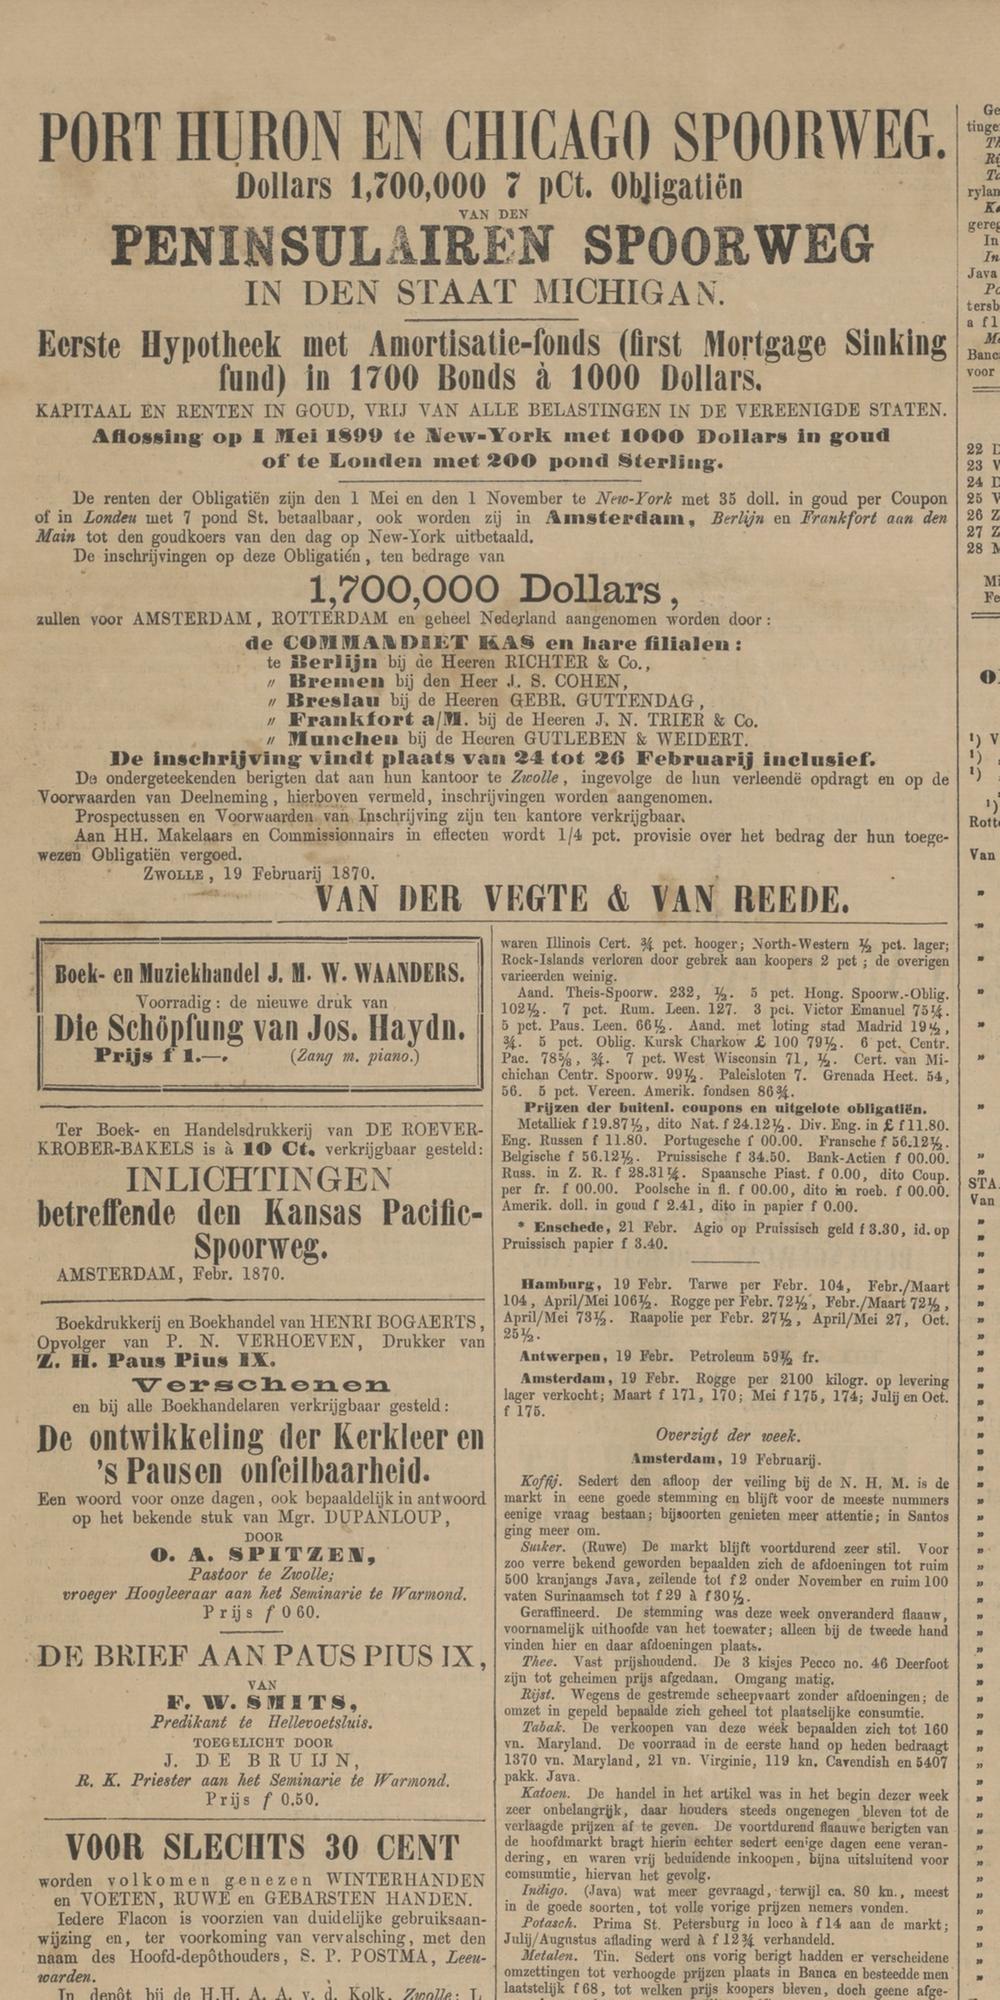 PORT HURON EN CHICAGO SPOORWEG.
Dollars 1,700,000 7 pCt. Obligatiën
VAN DEN
PENINSULAIREN SPOORWEG
IN DEN STAAT MICHIGAN.
Eerste Hypotheek met Amortisatie-fonds (first Mortgage Sinking
fund) in 1700 Bonds à 1000 Dollars.
KAPITAAL EN RENTEN IN GOUD, VRIJ VAN ALLE BELASTINGEN IN DE VEREENIGDE STATEN.
Aflossing op 1 Mei 1899 te New-York met 1000 Dollars in goud
of te Londen met 200 pond Sterling.
De renten der Obligatiën zijn den 1 Mei en den 1 November te New-York met 35 doll. in goud per Coupon
of in Londeu met 7 pond St. betaalbaar, ook worden zij in Amsterdam, Berlijn en Frankfort aan den
Main tot den goudkoers van den dag op New-York uitbetaald.
De inschrijvingen op deze Obligatién, ten bedrage van
1,700,000 Dollars,
zullen voor AMSTERDAM, ROTTERDAM en geheel Nederland aangenomen worden door:
de COMMANDIET KAS en hare filialen:
te Berlijn bij de Heeren RICHTER & Co.,
〃 Bremen bij den Heer J. S. COHEN,
〃 Breslau bij de Heeren GEBR. GUTTENDAG,
〃 Frankfort a/M. bij de Heeren J. N. TRIER & Co.
〃 Munchen bij de Heeren GUTLEBEN & WEIDERT.
De inschrijving vindt plaats van 24 tot 26 Februarij inclusief.
De ondergeteekenden berigten dat aan hun kantoor te Zwolle, ingevolge de hun verleende opdragt en op de
Voorwaarden van Deelneming, hierboven vermeld, inschrijvingen worden aangenomen.
Prospectussen en Voorwaarden van Inschrijving zijn ten kantore verkrijgbaar.
Aan HH. Makelaars en Commissionnairs in effecten wordt 1/4 pct. provisie over het bedrag der hun toege-
wezen Obligatiën vergoed.
ZWOLLE, 19 Februarij 1870.
VAN DER VEGTE & VAN REEDE.
Boek- en Muziekhandel J. M. W. WAANDERS.
Voorradig: de nieuwe druk van
Die Schöpfung van Jos. Haydn.
Prijs f 1.—. (Zang m. piano.)
Ter Boek- en Handelsdrukkerij van DE ROEVER-
KROBER-BAKELS is à 10 Ct. verkrijgbaar gesteld:
INLICHTINGEN
betreffende den Kansas Pacific-
Spoorweg.
AMSTERDAM, Febr. 1870.
Boekdrukkerij en Boekhandel van HENRI BOGAERTS,
Opvolger van P. N. VERHOEVEN, Drukker van
Z. H. Paus Pius IX.
Verschenen
en bij alle Boekhandelaren verkrijgbaar gesteld:
De ontwikkeling der Kerkleer en
's Pausen onfeilbaarheid.
Een woord voor onze dagen, ook bepaaldelijk in antwoord
op het bekende stuk van Mgr. DUPANLOUP,
DOOR
O. A. SPITZEN,
Pastoor te Zwolle;
vroeger Hoogleeraar aan het Seminarie te Warmond.
Prijs f 0 60.
DE BRIEF AAN PAUS PIUS IX,
VAN
F. W. SMITS,
Predikant te Hellevoetsluis.
TOEGELICHT DOOR
J. DE BRUIJN,
R. K. Priester aan het Seminarie te Warmond.
Prijs f 0.50.
VOOR SLECHTS 30 CENT
worden volkomen genezen WINTERHANDEN
en VOETEN, RUWE en GEBARSTEN HANDEN.
Iedere Flacon is voorzien van duidelijke gebruiksaan-
wijzing en, ter voorkoming van vervalsching, met den
naam des Hoofd-depôthouders, S. P. POSTMA, Leeu-
warden.
In depôt bij de H.H. A. A. v. d. Kolk, Zwolle; L
waren Illinois Cert. ¾ pct. hooger; North-Western ½ pct. lager;
Rock-Islands verloren door gebrek aan koopers 2 pct; de overigen
varieerden weinig.
Aand. Theis-Spoorw. 232, ½. 5 pct. Hong. Spoorw.-Oblig.
102½. 7 pct. Rum. Leen. 127. 3 pct. Victor Emanuel 75¼.
5 pct. Paus. Leen. 66½. Aand. met loting stad Madrid 19½,
¾. 5 pct. Oblig. Kursk Charkow £ 100 79½. 6 pct. Centr.
Pac. 78⅝, ¾. 7 pct. West Wisconsin 71, ½. Cert. van Mi-
chichan Centr. Spoorw. 99½. Paleisloten 7. Grenada Hect. 54,
56. 5 pct. Vereen. Amerik. fondsen 86¾.
Prijzen der buitenl. coupons en uitgelote obligatiën.
Metalliek f 19.87½, dito Nat. f 24.12½. Div. Eng. in £ f 11.80.
Eng. Russen f 11.80. Portugesche f 00.00. Fransche f 56.12½.
Belgische f 56.12½. Pruissische f 34.50. Bank-Actien f 00.00.
Russ. in Z. R. f 28.31¼. Spaansche Piast. f 0.00, dito Coup.
per fr. f 00.00. Poolsche in fl. f 00.00, dito in roeb. f 00.00.
Amerik. doll. in goud f 2.41, dito in papier f 0.00.
* Enschede, 21 Febr. Agio op Pruissisch geld f 3.30, id. op
Pruissisch papier f 3.40.
Hamburg, 19 Febr. Tarwe per Febr. 104, Febr./Maart
104, April/Mei 106½. Rogge per Febr. 72½, Febr./Maart 72½,
April/Mei 73½. Raapolie per Febr. 27½, April/Mei 27, Oct.
25½.
Antwerpen, 19 Febr. Petroleum 59½ fr.
Amsterdam, 19 Febr. Rogge per 2100 kilogr. op levering
lager verkocht; Maart f 171, 170; Mei f 175, 174; Julij en Oct.
f 175.
Overzigt der week.
Amsterdam, 19 Februarij.
Koffij. Sedert den afloop der veiling bij de N. H. M. is de
markt in eene goede stemming en blijft voor de meeste nummers
eenige vraag bestaan; bijsoorten genieten meer attentie; in Santos
ging meer om.
Suiker. (Ruwe) De markt blijft voortdurend zeer stil. Voor
zoo verre bekend geworden bepaalden zich de afdoeningen tot ruim
500 kranjangs Java, zeilende tot f 2 onder November en ruim 100
vaten Surinaamsch tot f 29 à f 30½.
Geraffineerd. De stemming was deze week onveranderd flaauw,
voornamelijk uithoofde van het toewater; alleen bij de tweede hand
vinden hier en daar afdoeningen plaats.
Thee. Vast prijshoudend. De 3 kisjes Pecco no. 46 Deerfoot
zijn tot geheimen prijs afgedaan. Omgang matig.
Rijst. Wegens de gestremde scheepvaart zonder afdoeningen; de
omzet in gepeld bepaalde zich geheel tot plaatselijke consumtie.
Tabak. De verkoopen van deze week bepaalden zich tot 160
vn. Maryland. De voorraad in de eerste hand op heden bedraagt
1370 vn. Maryland, 21 vn. Virginie, 119 kn. Cavendish en 5407
pakk. Java.
Katoen. De handel in het artikel was in het begin dezer week
zeer onbelangrijk, daar houders steeds ongenegen bleven tot de
verlaagde prijzen af te geven. De voortdurend flaauwe berigten van
de hoofdmarkt bragt hierin echter sedert eenige dagen eene veran-
dering, en waren vrij beduidende inkoopen, bijna uitsluitend voor
comsumtie, hiervan het gevolg.
Indigo. (Java) wat meer gevraagd, terwijl ca. 80 kn., meest
in de goede soorten, tot volle vorige prijzen nemers vonden.
Potasch. Prima St. Petersburg in loco à f 14 aan de markt;
Julij/Augustus aflading werd à f 12¾ verhandeld.
Metalen. Tin. Sedert ons vorig berigt hadden er verscheidene
omzettingen tot verhoogde prijzen plaats in Banca en besteedde men
laatstelijk f 68, tot welken prijs koopers bleven, doch geene afge-